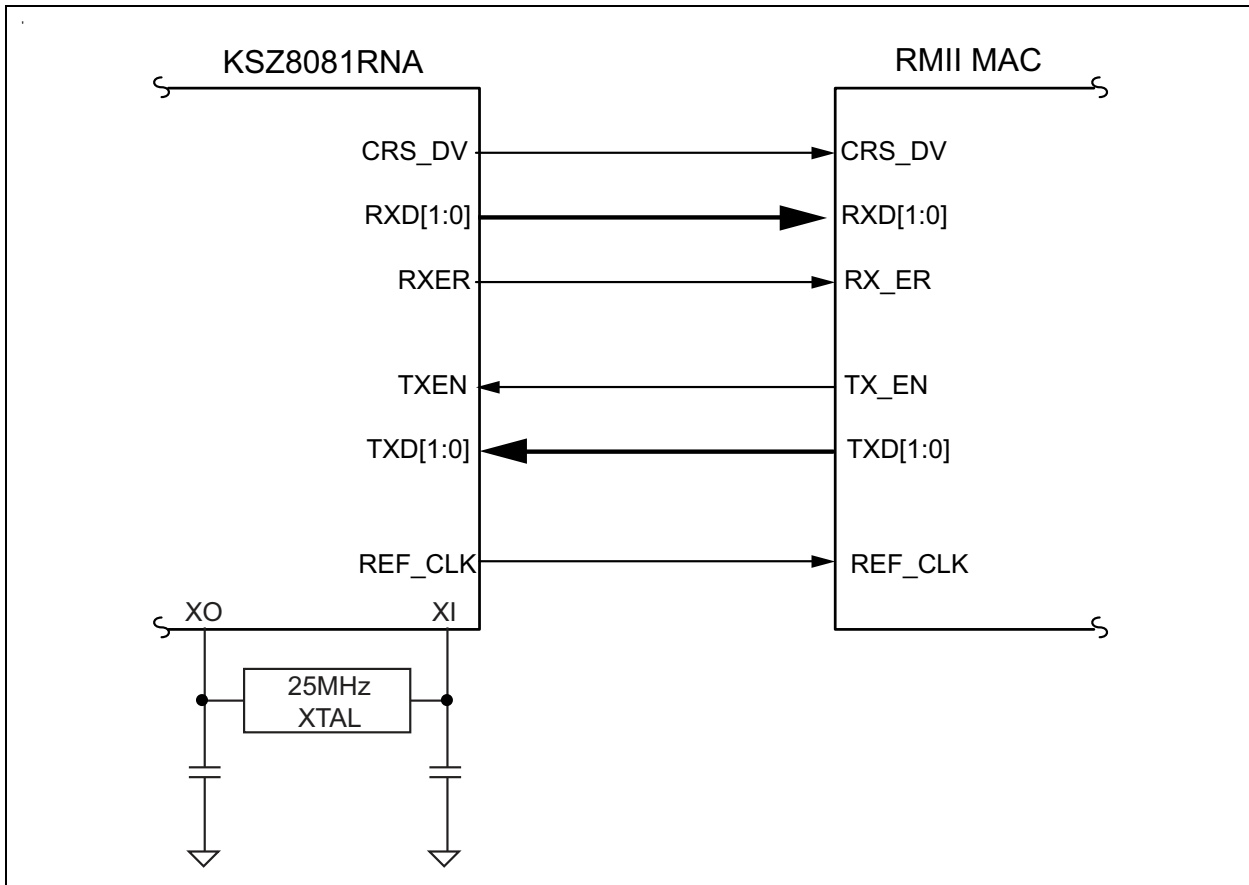 KSZ8081RNA
RMII MAC
CRS_DV
CRS_DV
RXD[1:0]
RXD[1:0]
RXER
RX_ER
TXEN
TX_EN
TXD[1:0]
TXD[1:0]
REF_CLK
REF_CLK
XO
XI
25MHz
XTAL